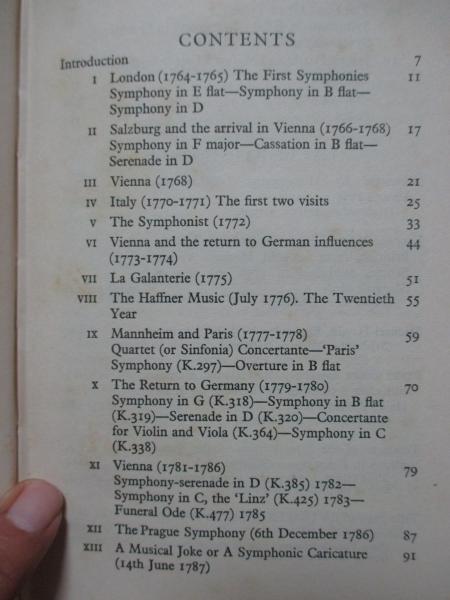 CONTENTS
Introduction 7
I London (1764-1765) The First Symphonies 11
Symphony in E flat—Symphony in B flat—
Symphony in D
II Salzburg and the arrival in Vienna (1766-1768) 17
Symphony in F major—Cassation in B flat—
Serenade in D
III Vienna (1768) 21
IV Italy (1770-1771) The first two visits 25
V The Symphonist (1772) 33
VI Vienna and the return to German influences 44
(1773-1774)
VII La Galanterie (1775) 51
VIII The Haffner Music (July 1776). The Twentieth 55
Year
IX Mannheim and Paris (1777-1778) 59
Quartet (or Sinfonia) Concertante—'Paris'
Symphony (K.297)—Overture in B flat
X The Return to Germany (1779-1780) 70
Symphony in G (K.318)—Symphony in B flat
(K.319)—Serenade in D (K.320)—Concertante
for Violin and Viola (K.364)—Symphony in C
(K.338)
XI Vienna (1781-1786) 79
Symphony-serenade in D (K.385) 1782—
Symphony in C, the 'Linz' (K.425) 1783—
Funeral Ode (K.477) 1785
XII The Prague Symphony (6th December 1786) 87
XIII A Musical Joke or A Symphonic Caricature 91
(14th June 1787)